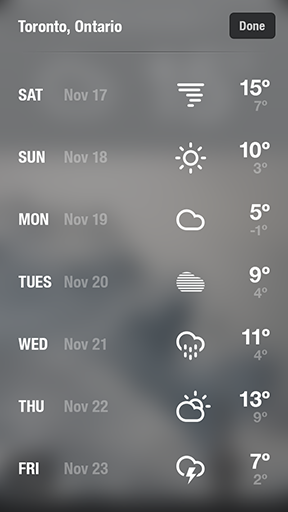 Toronto, Ontario Done
SAT Nov 17 15° 7°
SUN Nov 18 10° 3°
MON Nov 19 5° -1°
TUES Nov 20 9° 4°
WED Nov 21 11° 4°
THU Nov 22 13° 9°
FRI Nov 23 7° 2°